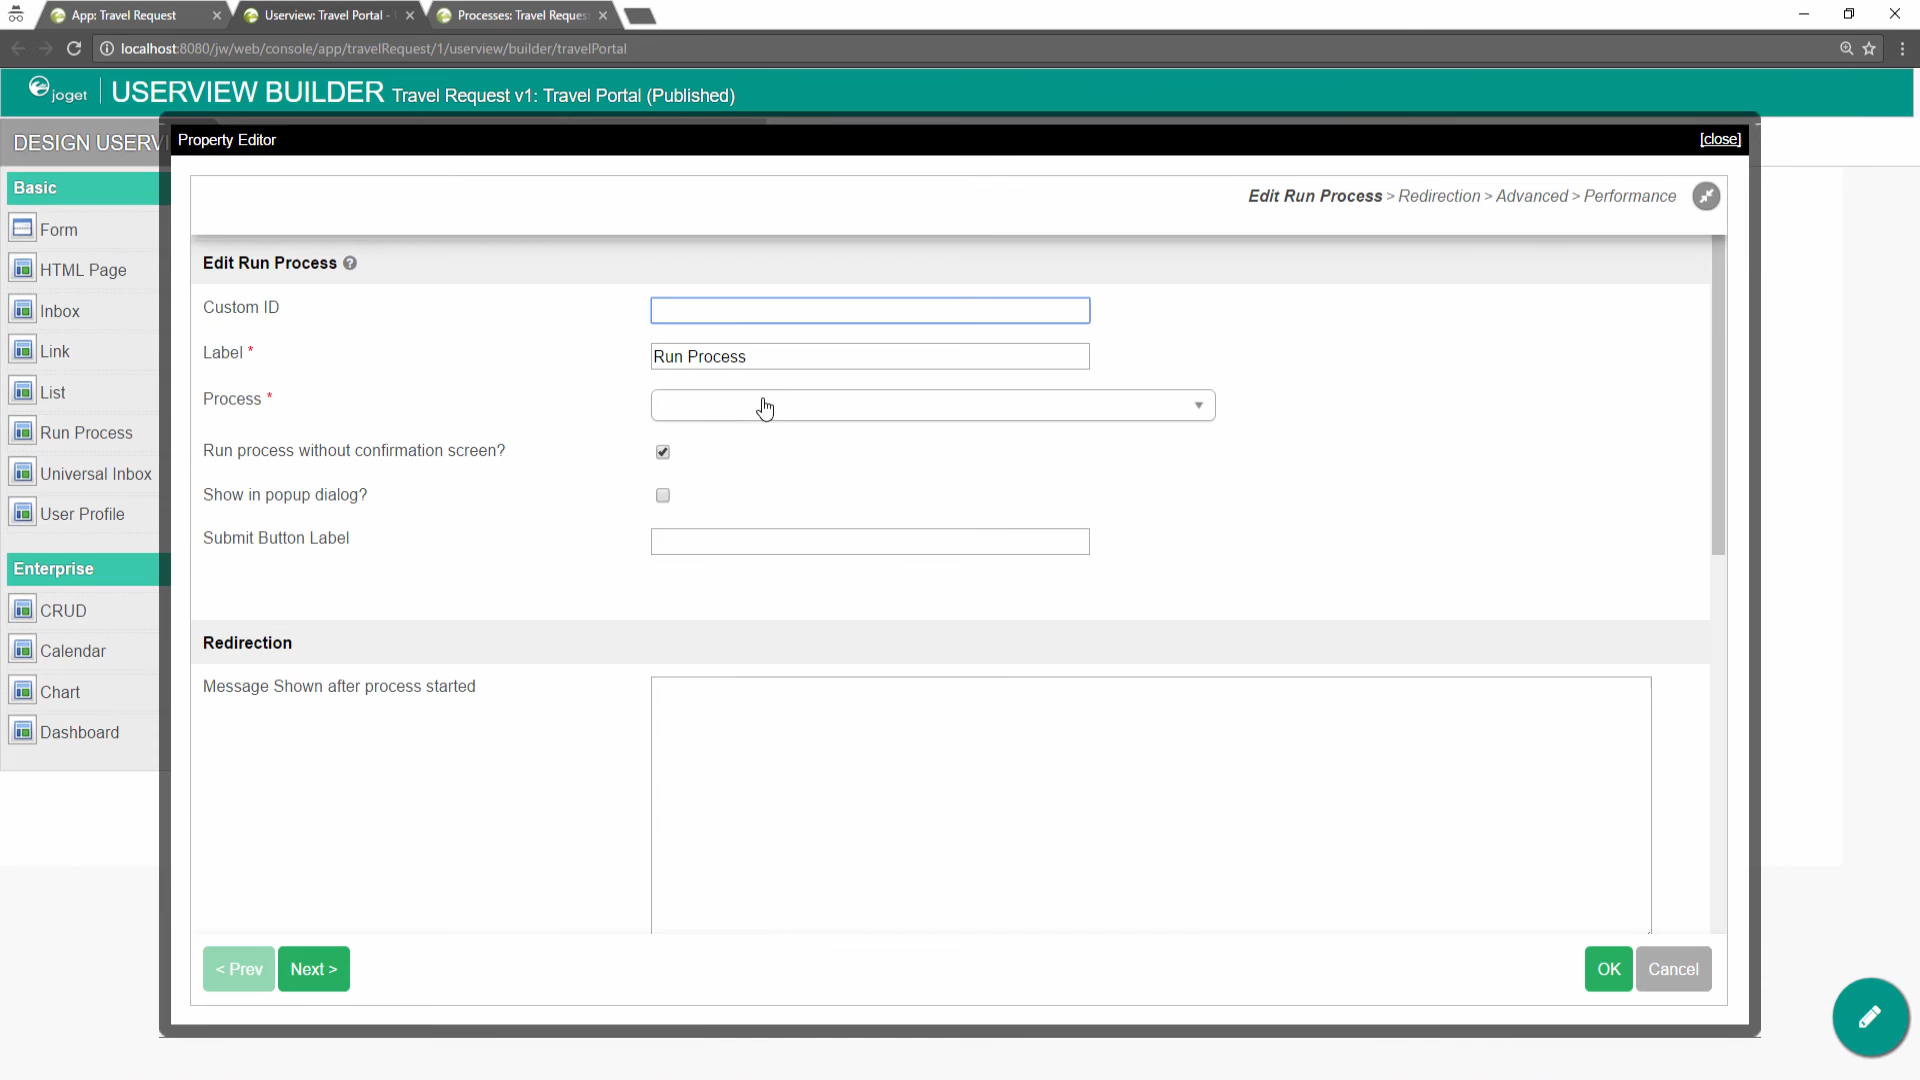 App: Travel Request
Userview: Travel Portal -
Processes: Travel Reques
localhost:8080/jw/web/console/app/travelRequest/1/userview/builder/travelPortal
joget
USERVIEW BUILDER Travel Request v1: Travel Portal (Published)
DESIGN USERVI
Property Editor
[close]
Basic
Form
HTML Page
Inbox
Link
List
Run Process
Universal Inbox
User Profile
Enterprise
CRUD
Calendar
Chart
Dashboard
Edit Run Process > Redirection > Advanced > Performance
Edit Run Process ?
Custom ID
Label *
Run Process
Process *
Run process without confirmation screen?
Show in popup dialog?
Submit Button Label
Redirection
Message Shown after process started
< Prev
Next >
OK
Cancel